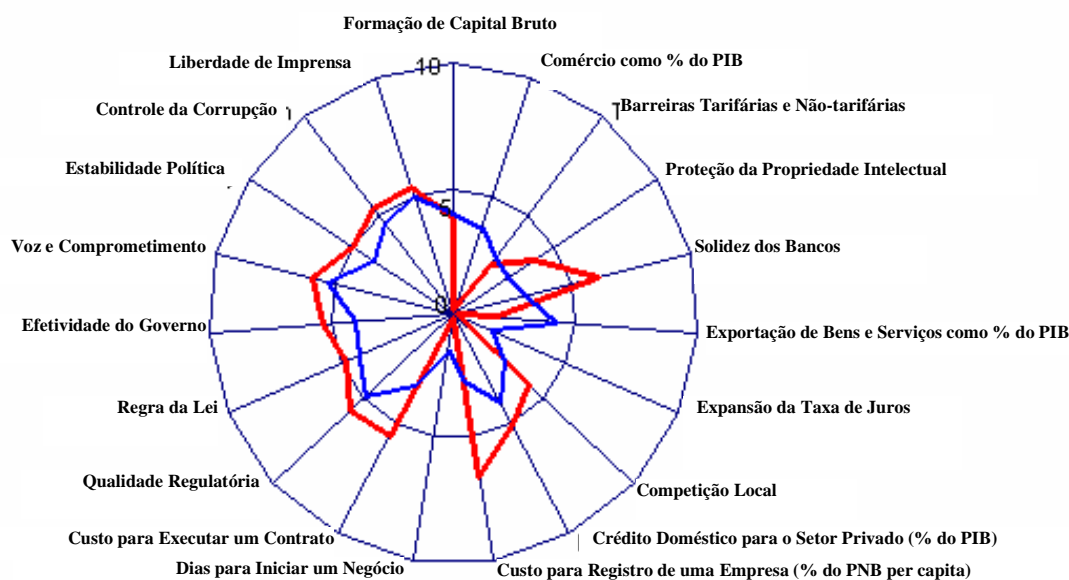 Formação de Capital Bruto
Liberdade de Imprensa
10
Comércio como % do PIB
Controle da Corrupção
Barreiras Tarifárias e Não-tarifárias
Estabilidade Política
Proteção da Propriedade Intelectual
5
Voz e Comprometimento
Solidez dos Bancos
0
Efetividade do Governo
Exportação de Bens e Serviços como % do PIB
Regra da Lei
Expansão da Taxa de Juros
Qualidade Regulatória
Competição Local
Custo para Executar um Contrato
Crédito Doméstico para o Setor Privado (% do PIB)
Dias para Iniciar um Negócio
Custo para Registro de uma Empresa (% do PNB per capita)